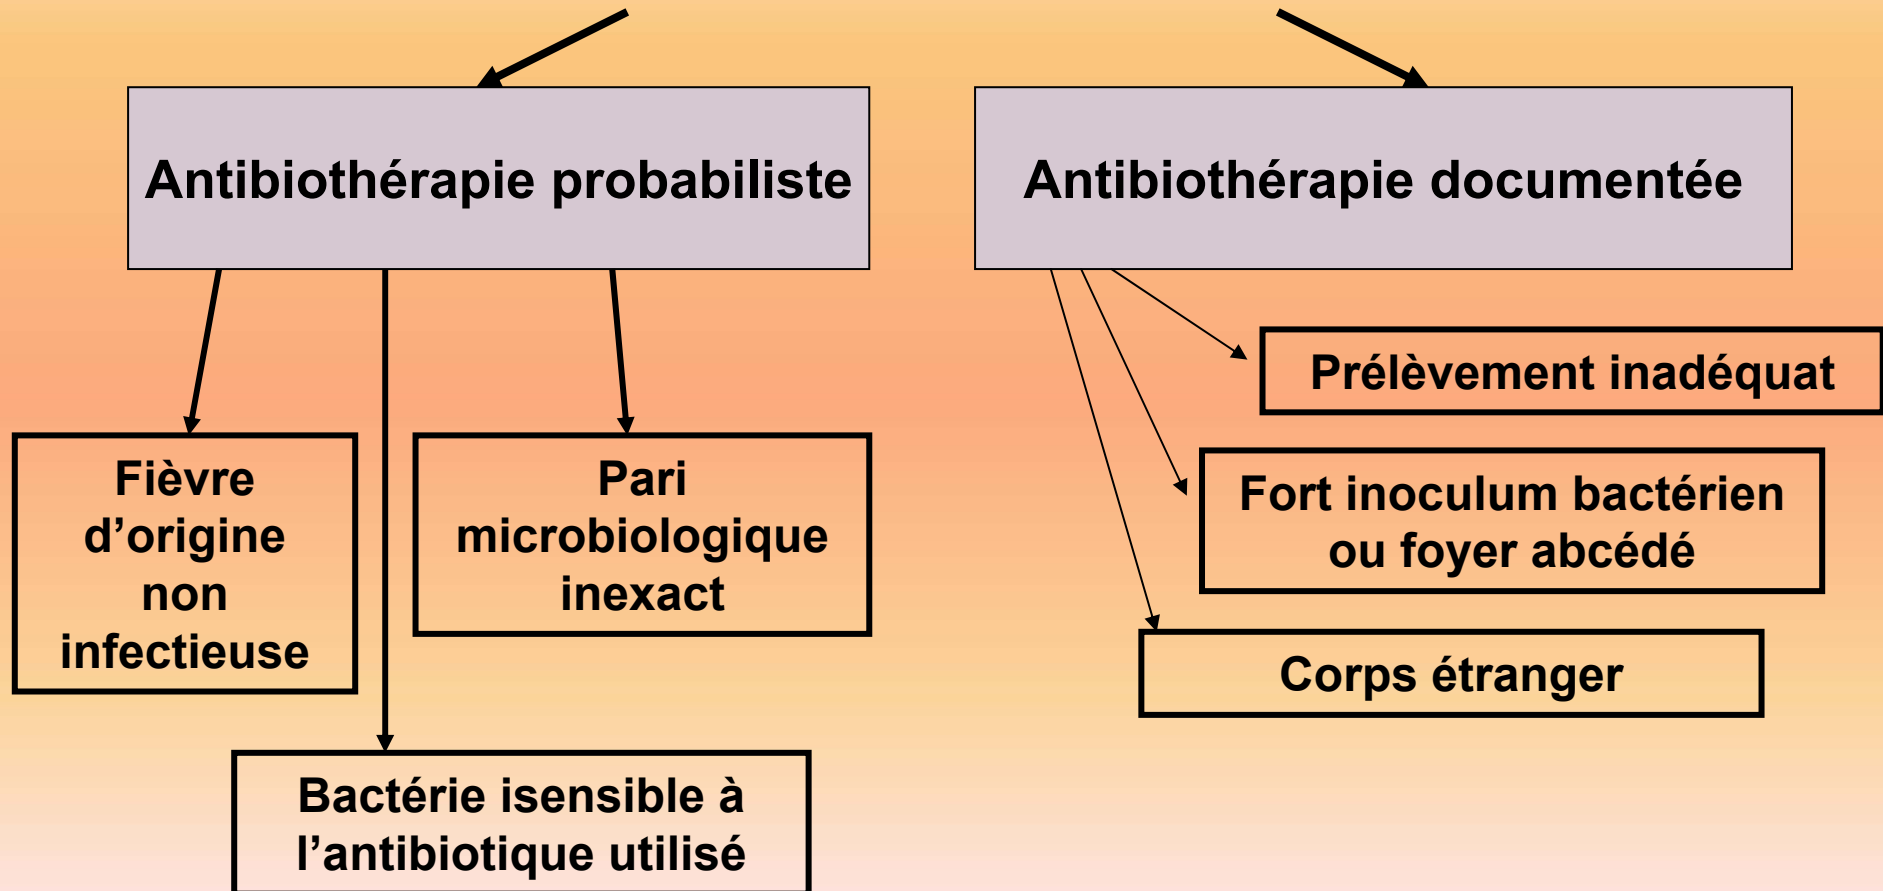 Antibiothérapie probabiliste
Antibiothérapie documentée
Prélèvement inadéquat
Fort inoculum bactérien
ou foyer abcédé
Corps étranger
Fièvre
d’origine
non
infectieuse
Pari
microbiologique
inexact
Bactérie isensible à
l’antibiotique utilisé